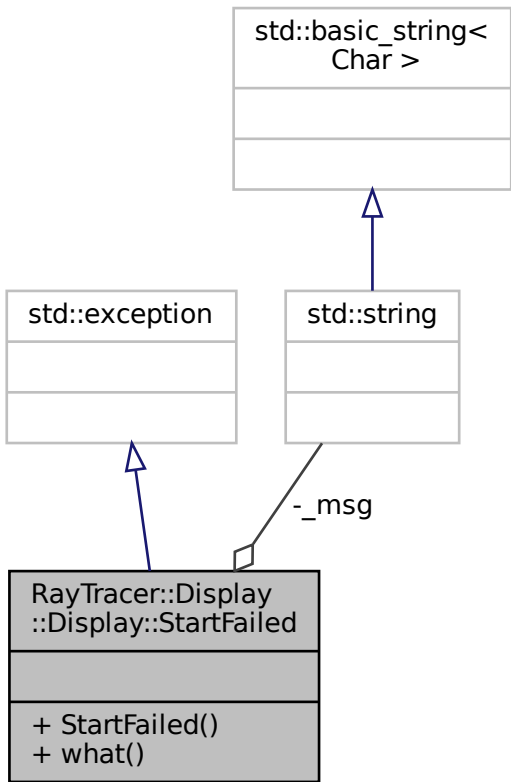 std::basic_string<
Char >
std::exception
std::string
-_msg
RayTracer::Display
::Display::StartFailed
+ StartFailed()
+ what()